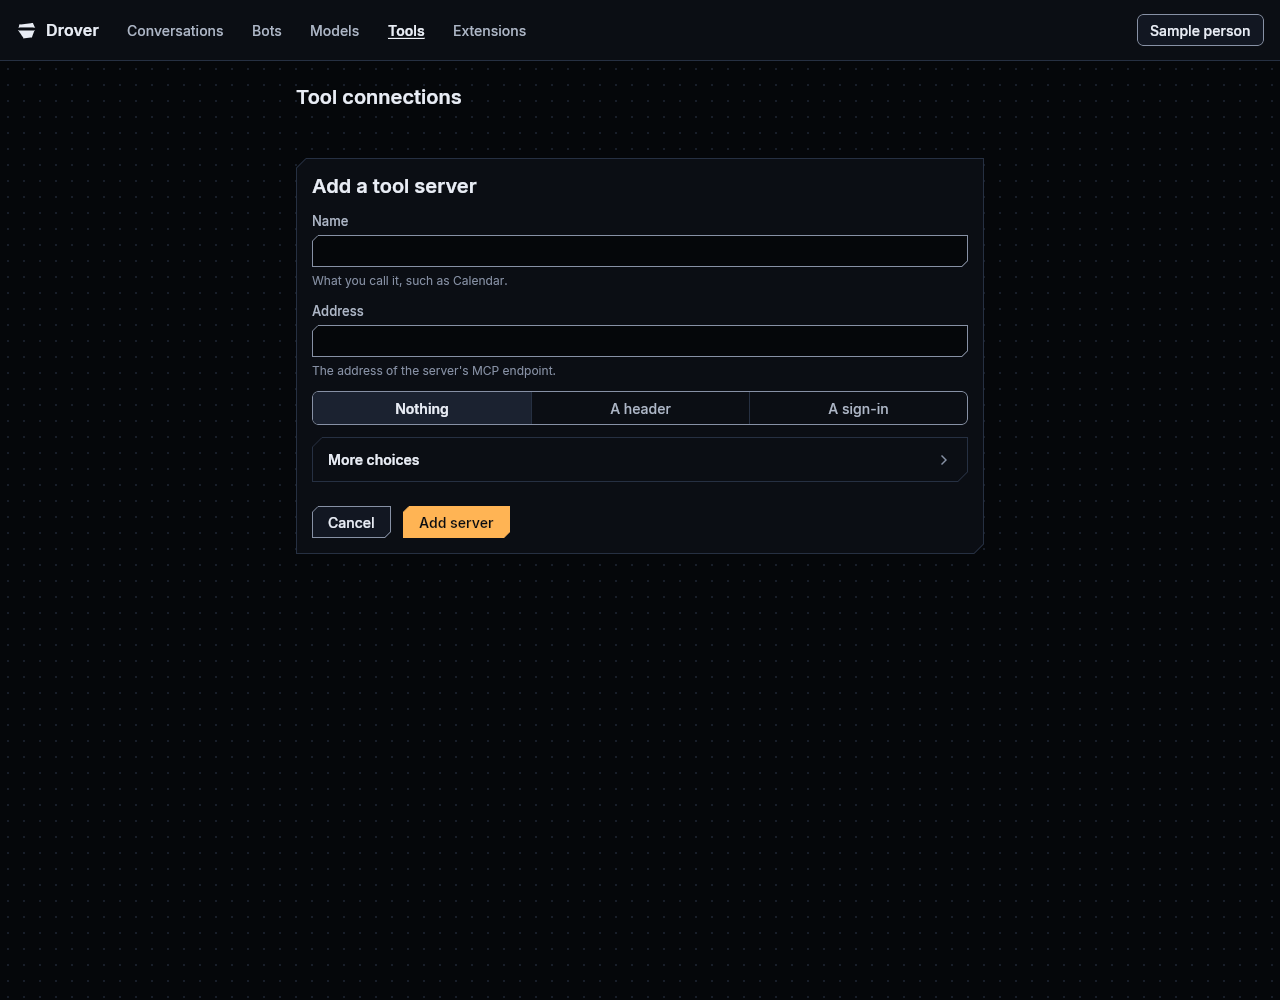 Drover
Conversations
Bots
Models
Tools
Extensions
Sample person
Tool connections
Add a tool server
Name
What you call it, such as Calendar.
Address
The address of the server's MCP endpoint.
Nothing
A header
A sign-in
More choices
Cancel
Add server